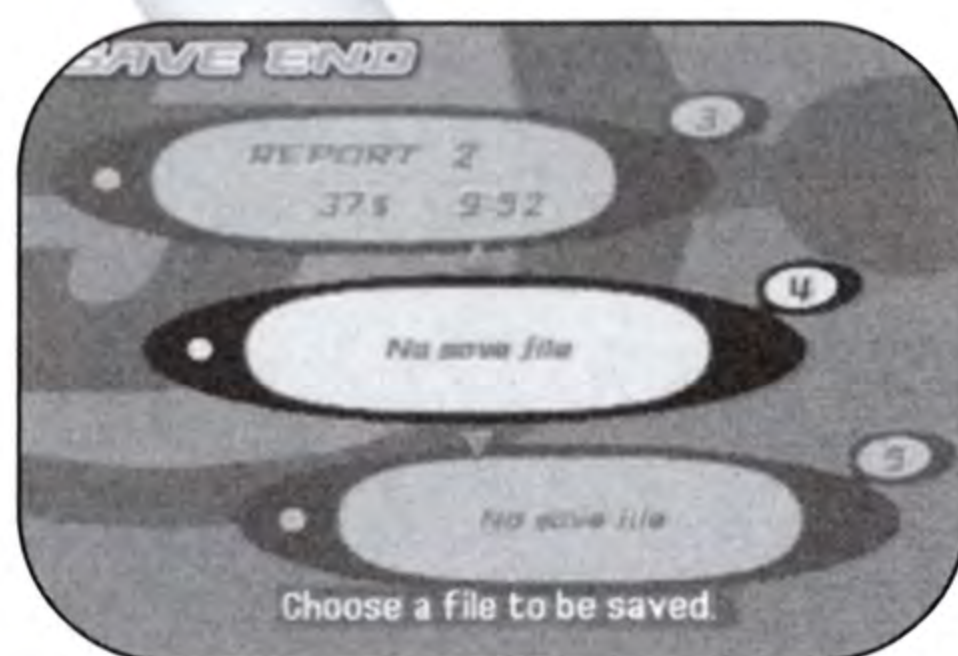 SAVE END
3
REPORT 2
37$ 9:52
4
No save file
5
No save file
Choose a file to be saved.